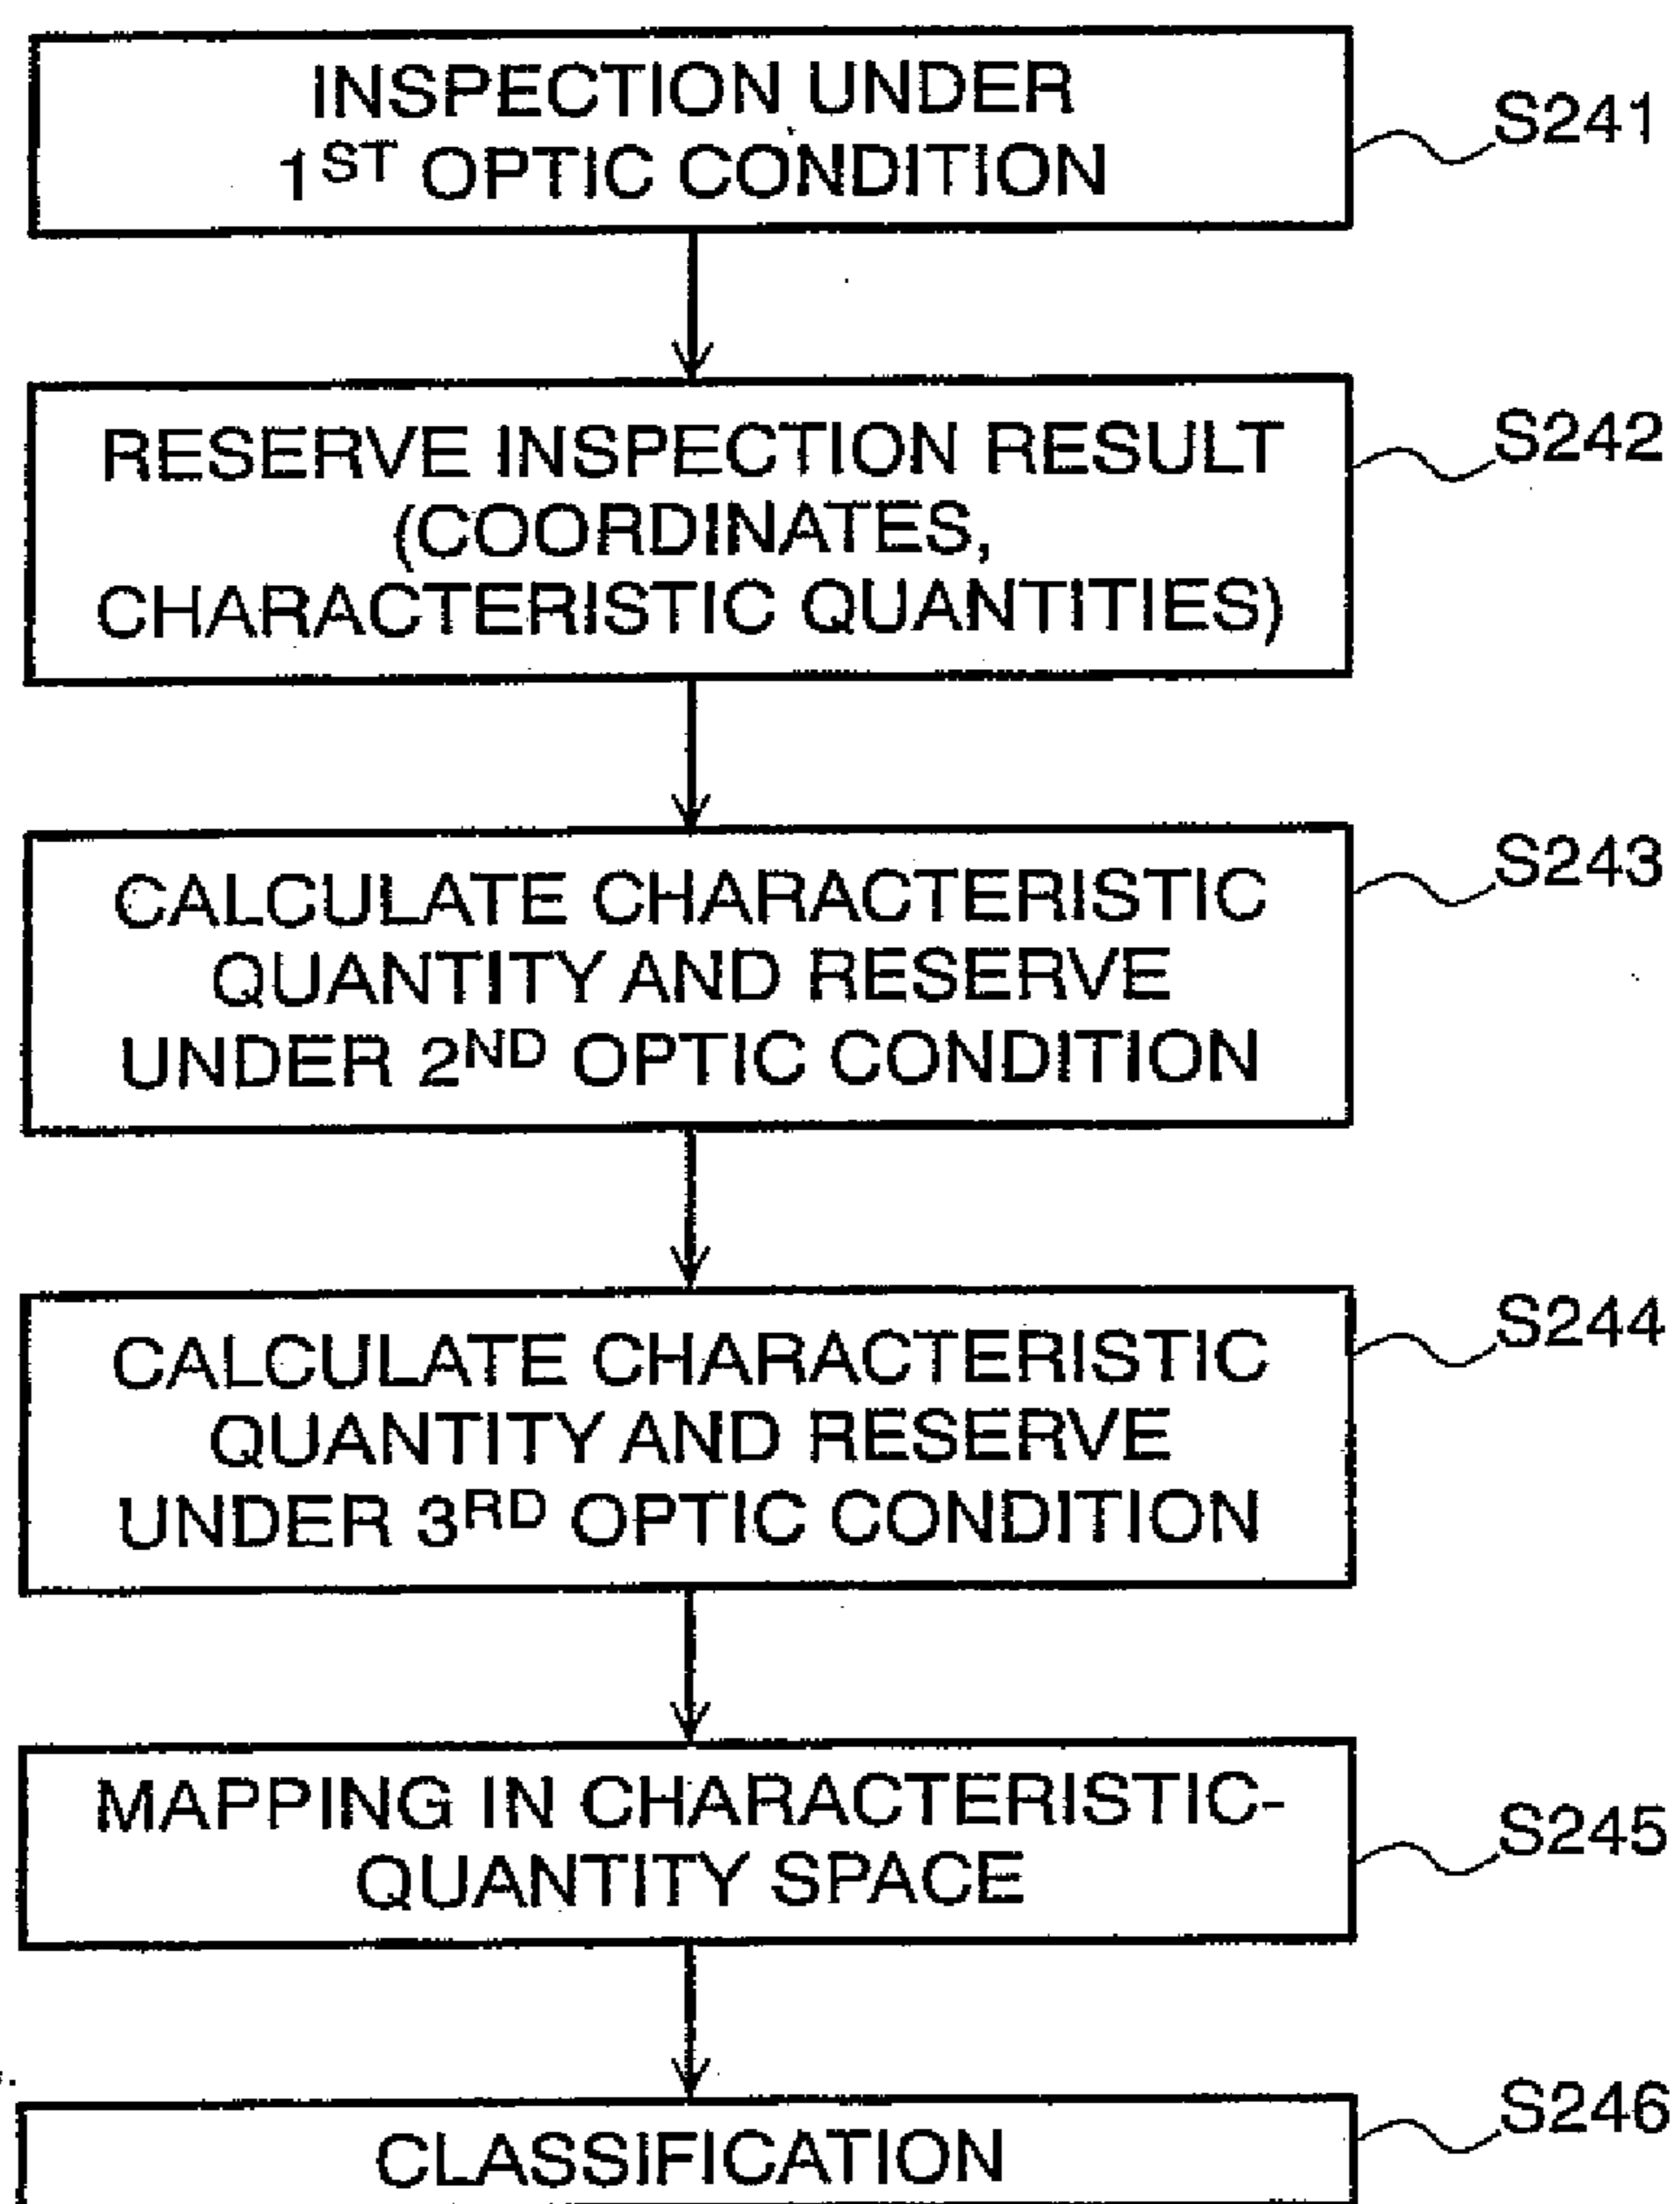 INSPECTION UNDER
1ST OPTIC CONDITION
S241
RESERVE INSPECTION RESULT
(COORDINATES,
CHARACTERISTIC QUANTITIES)
S242
CALCULATE CHARACTERISTIC
QUANTITY AND RESERVE
UNDER 2ND OPTIC CONDITION
S243
CALCULATE CHARACTERISTIC
QUANTITY AND RESERVE
UNDER 3RD OPTIC CONDITION
S244
MAPPING IN CHARACTERISTIC-
QUANTITY SPACE
S245
CLASSIFICATION
S246